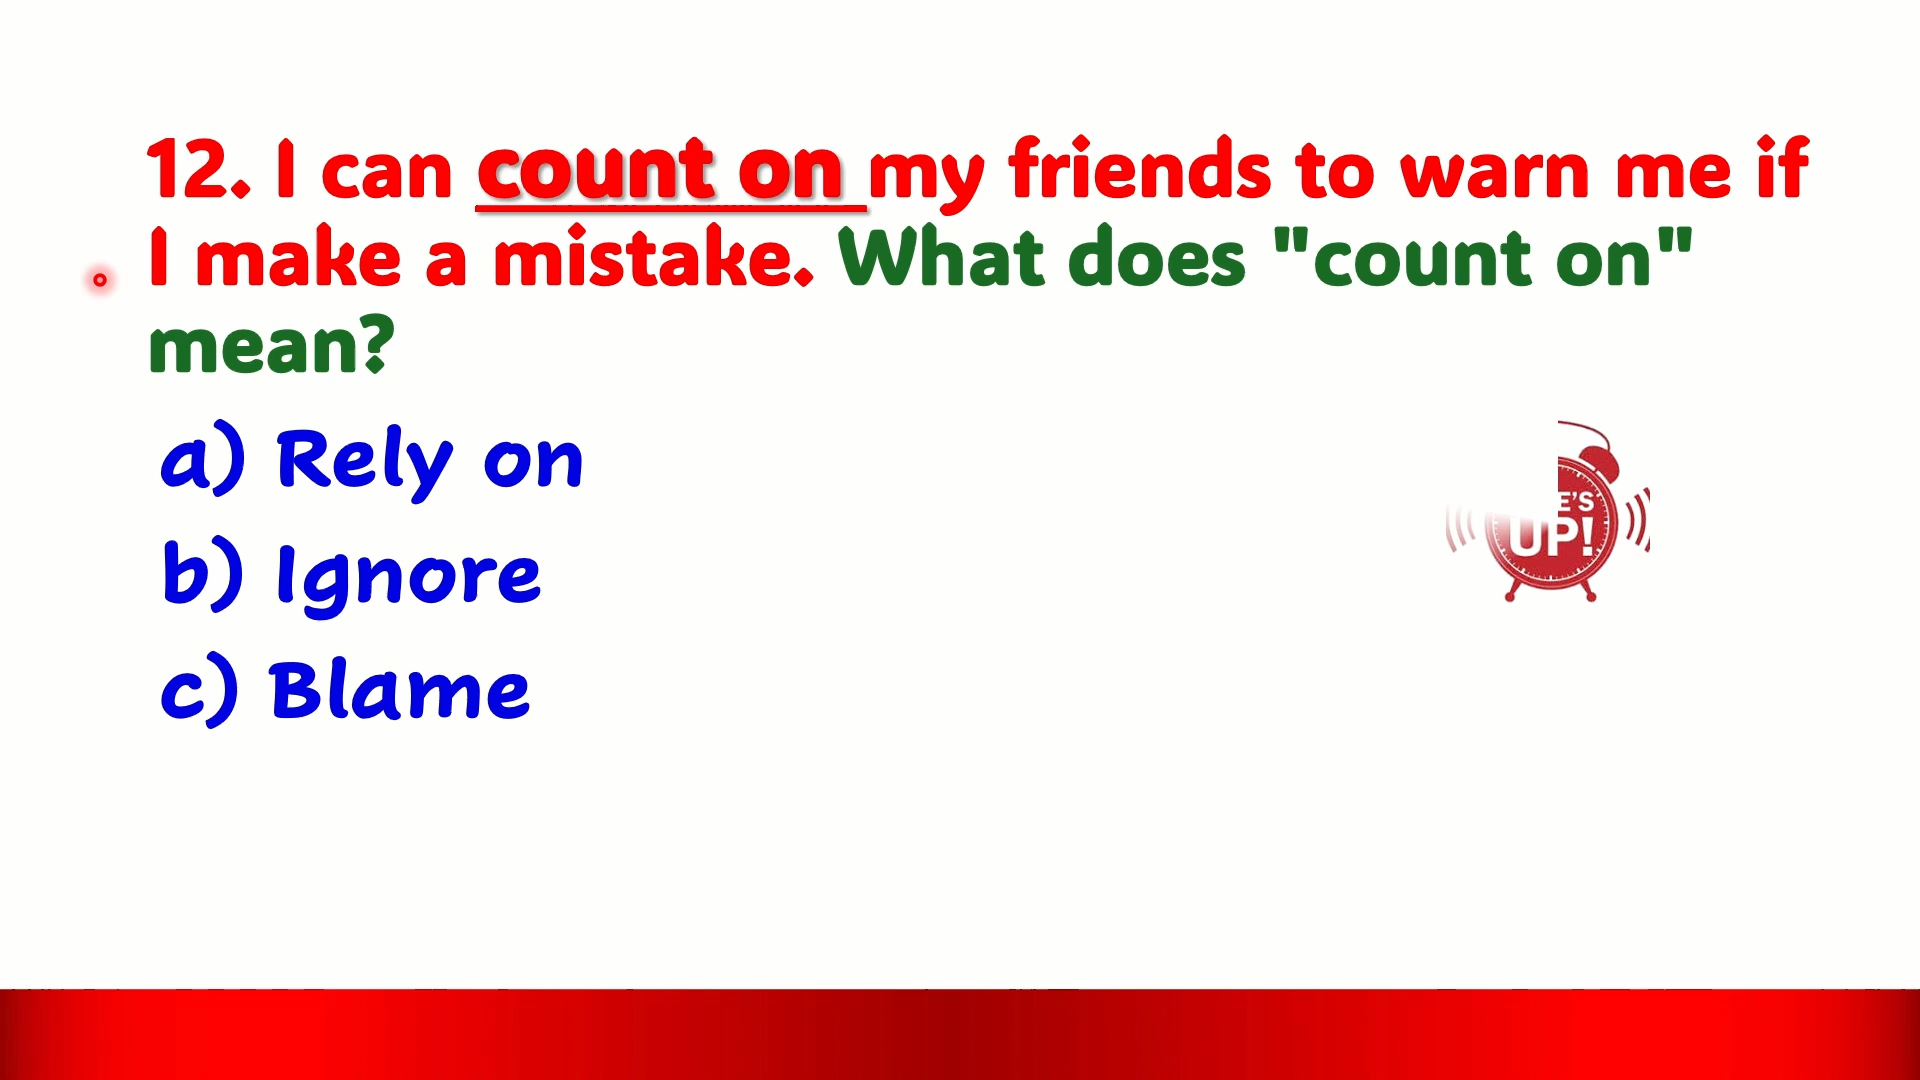 12. I can count on my friends to warn me if
I make a mistake. What does "count on"
mean?
a) Rely on
b) Ignore
c) Blame
E'S
UP!